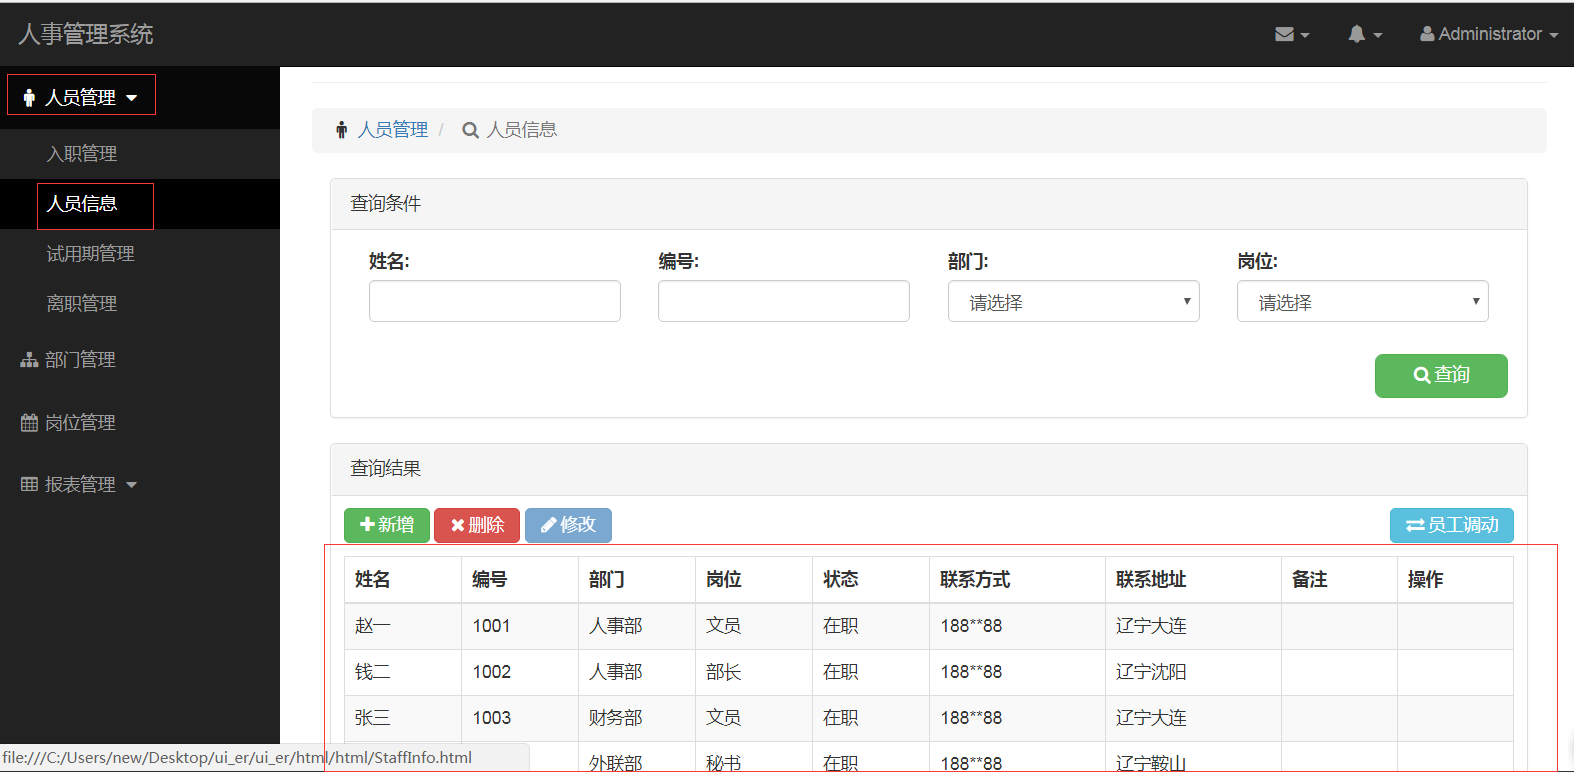 人事管理系统
Administrator
人员管理
入职管理
人员信息
试用期管理
离职管理
部门管理
岗位管理
报表管理
人员管理 / 人员信息
查询条件
姓名: 编号: 部门: 岗位:
请选择 请选择
查询
查询结果
新增 删除 修改 员工调动
姓名 编号 部门 岗位 状态 联系方式 联系地址 备注 操作
赵一 1001 人事部 文员 在职 188**88 辽宁大连
钱二 1002 人事部 部长 在职 188**88 辽宁沈阳
张三 1003 财务部 文员 在职 188**88 辽宁大连
外联部 秘书 在职 188**88 辽宁鞍山
file:///C:/Users/new/Desktop/ui_er/ui_er/html/html/StaffInfo.html